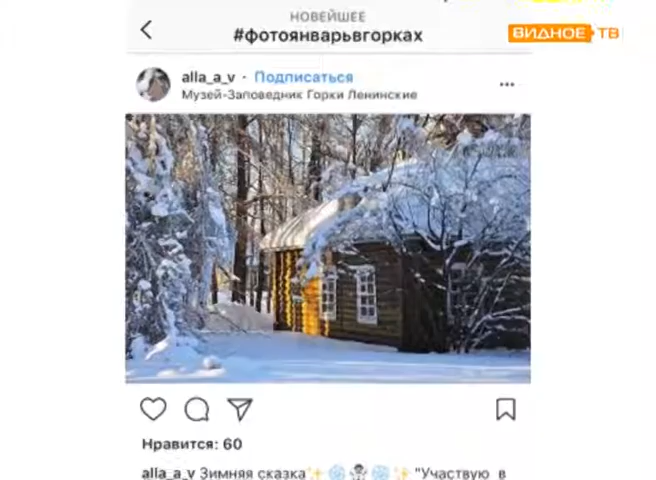 НОВЕЙШЕЕ
#фотоянварьвгорках
ВИДНОЕ ТВ
alla_a_v · Подписаться
Музей-Заповедник Горки Ленинские
Нравится: 60
alla_a_v Зимняя сказка✨❄️☃️❄️✨ "Участвую в